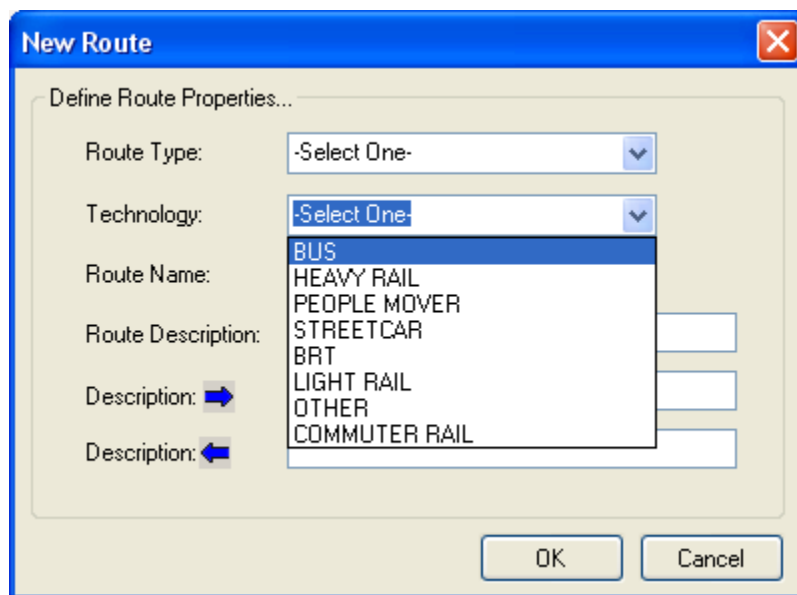 New Route
Define Route Properties...
Route Type: -Select One-
Technology: -Select One-
BUS
Route Name: HEAVY RAIL
PEOPLE MOVER
Route Description: STREETCAR
BRT
LIGHT RAIL
Description:
OTHER
COMMUTER RAIL
Description:
OK Cancel